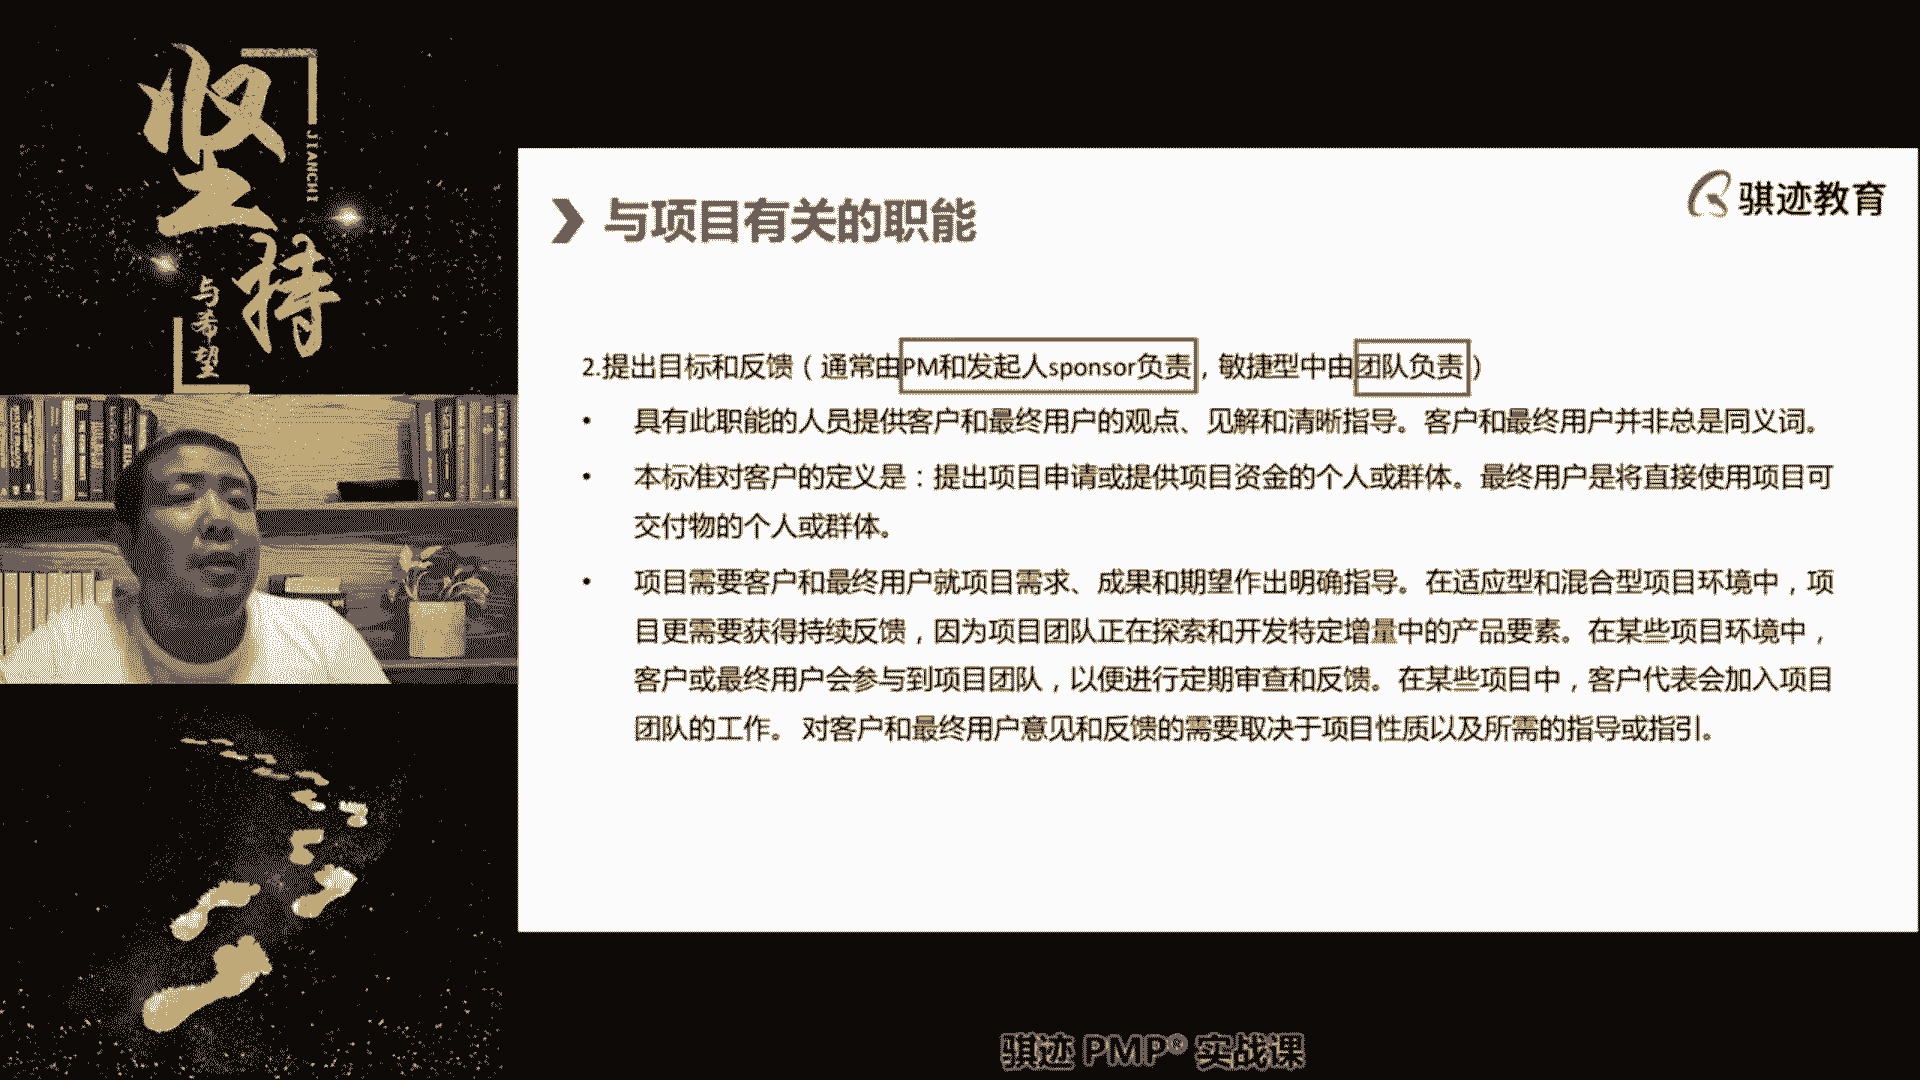 坚持
JIANCHI
与希望
骐迹教育
与项目有关的职能
2.提出目标和反馈（通常由PM和发起人sponsor负责，敏捷型中由团队负责）
• 具有此职能的人员提供客户和最终用户的观点、见解和清晰指导。客户和最终用户并非总是同义词。
• 本标准对客户的定义是：提出项目申请或提供项目资金的个人或群体。最终用户是将直接使用项目可
交付物的个人或群体。
• 项目需要客户和最终用户就项目需求、成果和期望作出明确指导。在适应型和混合型项目环境中，项
目更需要获得持续反馈，因为项目团队正在探索和开发特定增量中的产品要素。在某些项目环境中，
客户或最终用户会参与到项目团队，以便进行定期审查和反馈。在某些项目中，客户代表会加入项目
团队的工作。 对客户和最终用户意见和反馈的需要取决于项目性质以及所需的指导或指引。
骐迹 PMP® 实战课